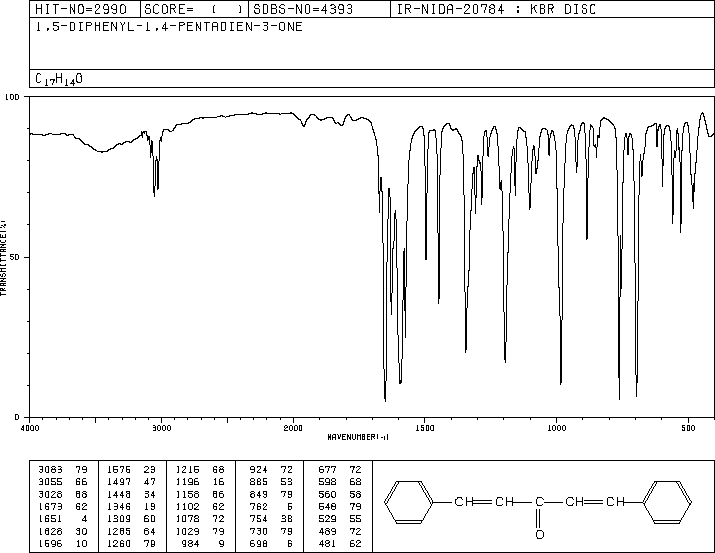 HIT-NO=2990 SCORE= ( ) SDBS-NO=4393 IR-NIDA-20784 : KBR DISC
1,5-DIPHENYL-1,4-PENTADIEN-3-ONE
C17H14O
100
50
0
TRANSMITTANCE(%)
4000 3000 2000 1500 1000 500
WAVENUMBER(-1)
3083 79 1576 23 1216 68 924 72 677 72
3055 66 1497 47 1196 16 885 53 598 68
3028 68 1448 34 1158 66 849 79 560 58
1673 62 1346 19 1102 62 762 5 548 79
1651 4 1309 60 1078 72 754 38 529 55
1628 30 1285 64 1029 79 730 79 489 72
1596 10 1260 79 984 9 698 6 481 62
CH=CH-C-CH=CH
O